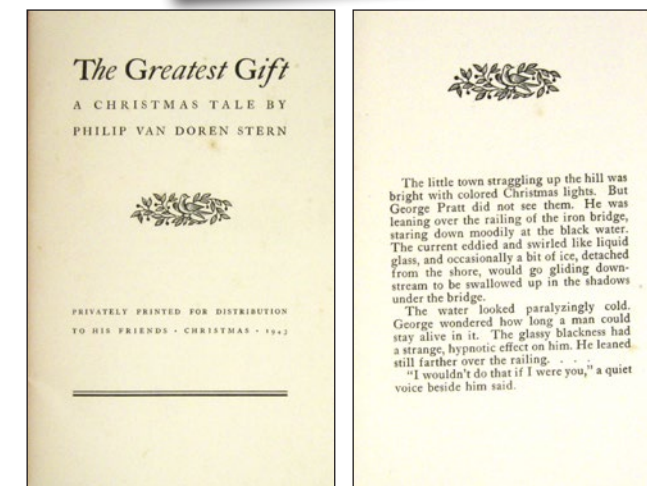 The Greatest Gift
A CHRISTMAS TALE BY
PHILIP VAN DOREN STERN
PRIVATELY PRINTED FOR DISTRIBUTION
TO HIS FRIENDS · CHRISTMAS · 1943
The little town straggling up the hill was
bright with colored Christmas lights. But
George Pratt did not see them. He was
leaning over the railing of the iron bridge,
staring down moodily at the black water.
The current eddied and swirled like liquid
glass, and occasionally a bit of ice, detached
from the shore, would go gliding down-
stream to be swallowed up in the shadows
under the bridge.
The water looked paralyzingly cold.
George wondered how long a man could
stay alive in it. The glassy blackness had
a strange, hypnotic effect on him. He leaned
still farther over the railing. . . .
"I wouldn't do that if I were you," a quiet
voice beside him said.